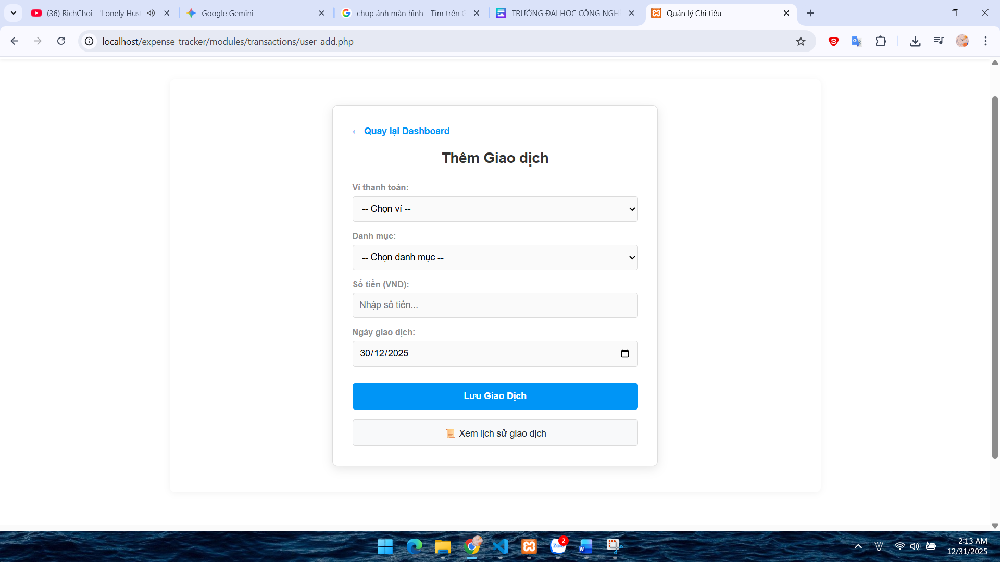 (36) RichChoi - 'Lonely Hust
Google Gemini
chụp ảnh màn hình - Tìm trên G
TRƯỜNG ĐẠI HỌC CÔNG NGH
Quản lý Chi tiêu
localhost/expense-tracker/modules/transactions/user_add.php
← Quay lại Dashboard
Thêm Giao dịch
Ví thanh toán:
-- Chọn ví --
Danh mục:
-- Chọn danh mục --
Số tiền (VNĐ):
Nhập số tiền...
Ngày giao dịch:
30/12/2025
Lưu Giao Dịch
📜 Xem lịch sử giao dịch
Zalo
2
W
V
2:13 AM
12/31/2025